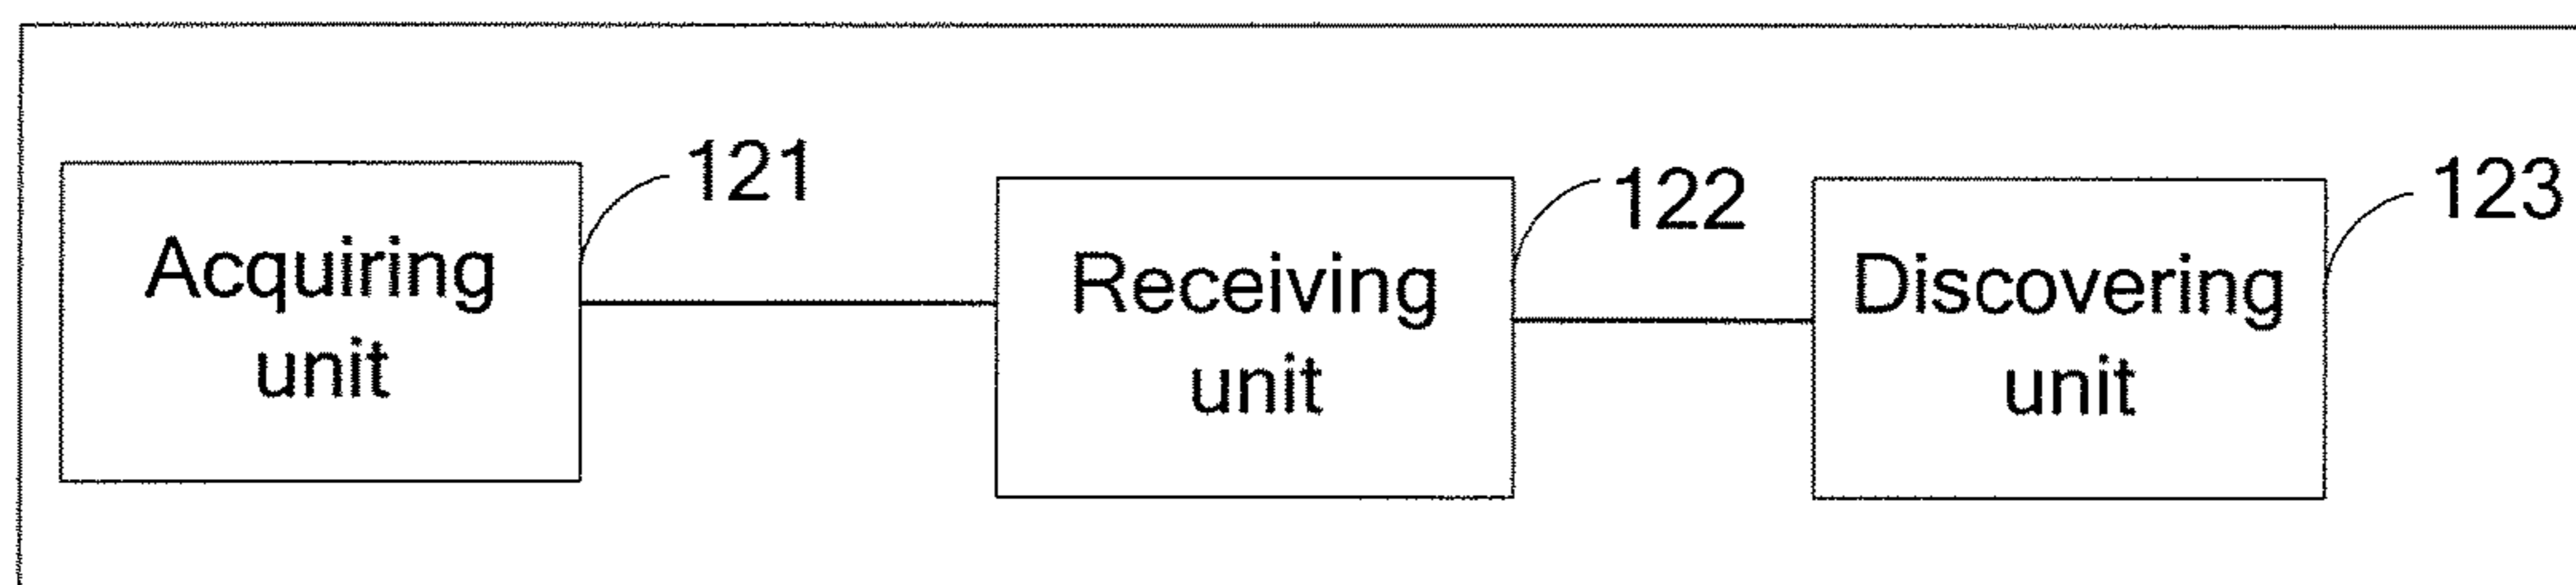 121
Acquiring
unit
122
Receiving
unit
123
Discovering
unit